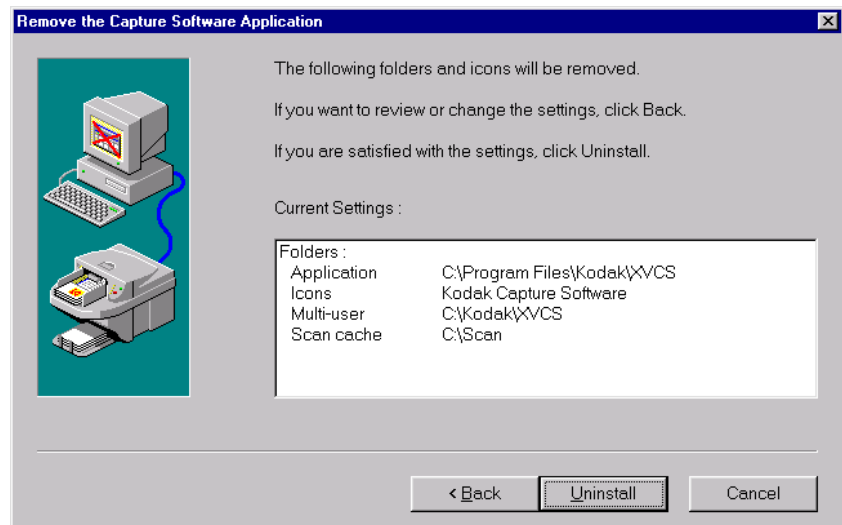 Remove the Capture Software Application
The following folders and icons will be removed.
If you want to review or change the settings, click Back.
If you are satisfied with the settings, click Uninstall.
Current Settings :
Folders :
Application C:\Program Files\Kodak\XVCS
Icons Kodak Capture Software
Multi-user C:\Kodak\XVCS
Scan cache C:\Scan
< Back Uninstall Cancel